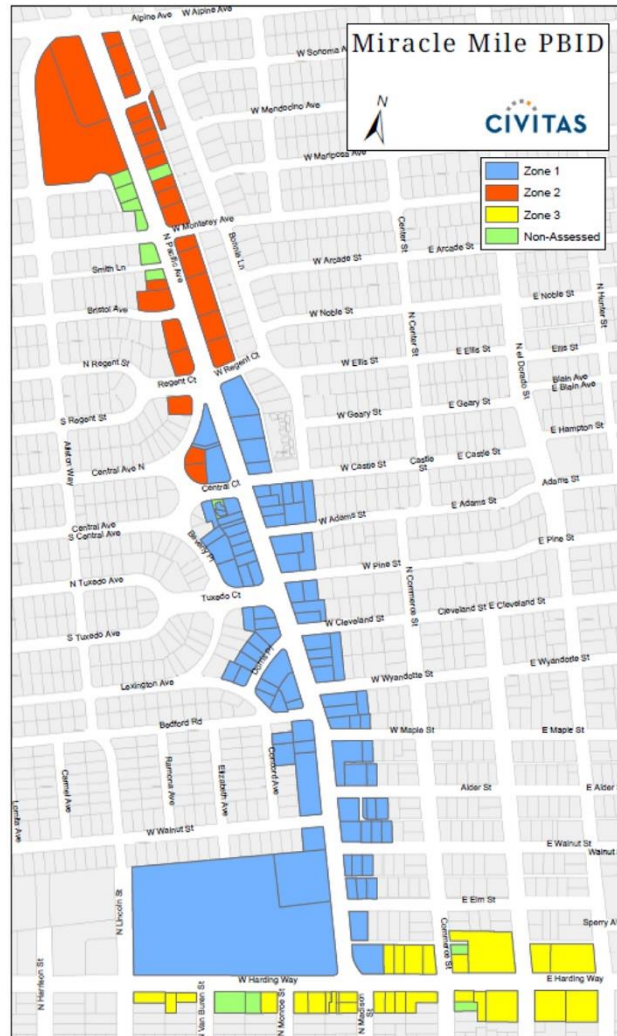 Miracle Mile PBID
N
CIVITAS
Zone 1
Zone 2
Zone 3
Non-Assessed
Alpine Ave
W Alpine Ave
W Sonoma Ave
W Mendocino Ave
W Mariposa Ave
W Monterey Ave
N Pacific Ave
Bonnie Ln
Center St
W Arcade St
E Arcade St
Smith Ln
Bristol Ave
W Noble St
E Noble St
N Hunter St
N Center St
N el Dorado St
N Regent St
W Regent Ct
Regent Ct
W Ellis St
E Ellis St
Ellis St
Blain Ave
E Blain Ave
S Regent St
W Geary St
E Geary St
E Hampton St
Alliston Way
Central Ave N
W Castle St
Castle St
E Castle St
Central Ct
Adams St
Central Ave
S Central Ave
Beverly Pl
W Adams St
E Adams St
E Pine St
N Tuxedo Ave
Tuxedo Ct
W Pine St
N Commerce St
S Tuxedo Ave
W Cleveland St
Cleveland St
E Cleveland St
Dorris Pl
Lexington Ave
W Wyandotte St
E Wyandotte St
Bedford Rd
W Maple St
E Maple St
Lomita Ave
Carmel Ave
Ramona Ave
Elizabeth Ave
Concord Ave
Alder St
E Alder St
W Walnut St
E Walnut St
Walnut St
N Lincoln St
E Elm St
Sperry Ave
Commerce St
N Harrison St
W Harding Way
E Harding Way
N Van Buren St
N Monroe St
N Madison St